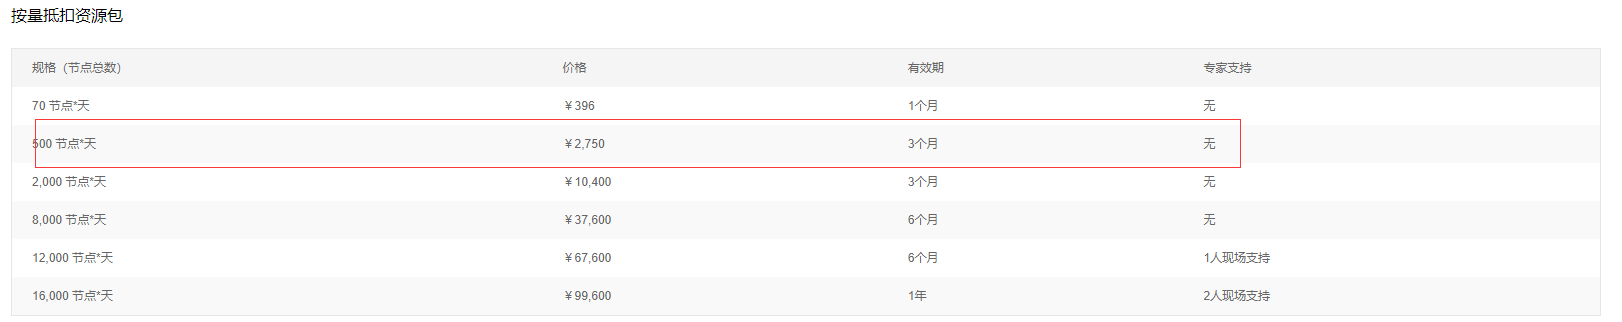 按量抵扣资源包
规格（节点总数） 价格 有效期 专家支持
70 节点*天 ￥396 1个月 无
500 节点*天 ￥2,750 3个月 无
2,000 节点*天 ￥10,400 3个月 无
8,000 节点*天 ￥37,600 6个月 无
12,000 节点*天 ￥67,600 6个月 1人现场支持
16,000 节点*天 ￥99,600 1年 2人现场支持